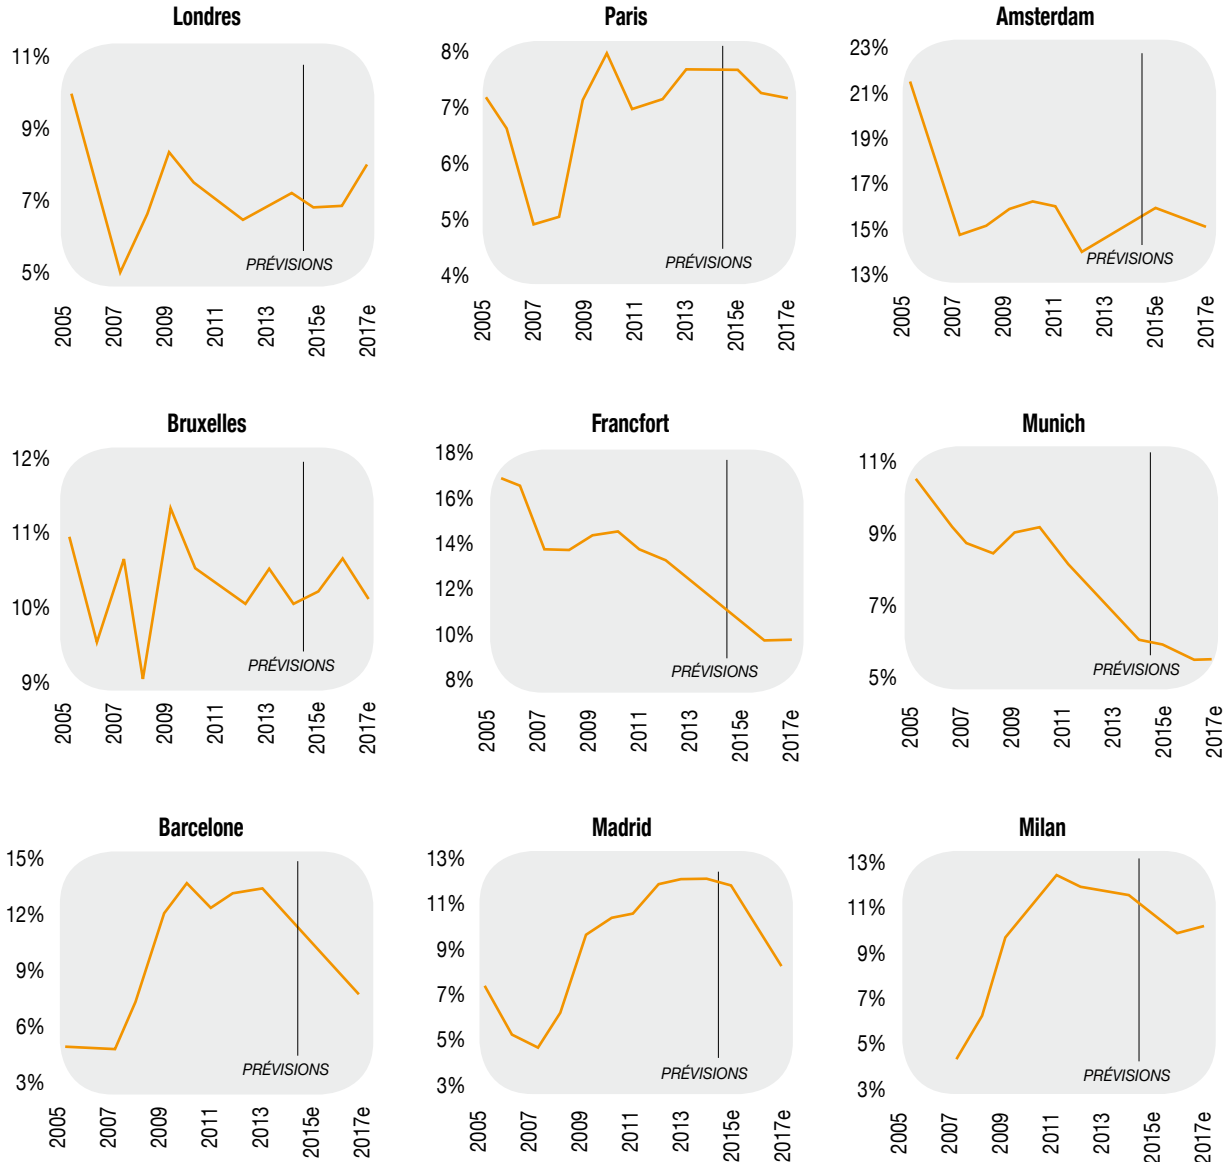 Londres
11%
9%
7%
5%
PRÉVISIONS
2005
2007
2009
2011
2013
2015e
2017e
Paris
8%
7%
6%
5%
4%
PRÉVISIONS
2005
2007
2009
2011
2013
2015e
2017e
Amsterdam
23%
21%
19%
17%
15%
13%
PRÉVISIONS
2005
2007
2009
2011
2013
2015e
2017e
Bruxelles
12%
11%
10%
9%
PRÉVISIONS
2005
2007
2009
2011
2013
2015e
2017e
Francfort
18%
16%
14%
12%
10%
8%
PRÉVISIONS
2005
2007
2009
2011
2013
2015e
2017e
Munich
11%
9%
7%
5%
PRÉVISIONS
2005
2007
2009
2011
2013
2015e
2017e
Barcelone
15%
12%
9%
6%
3%
PRÉVISIONS
2005
2007
2009
2011
2013
2015e
2017e
Madrid
13%
11%
9%
7%
5%
3%
PRÉVISIONS
2005
2007
2009
2011
2013
2015e
2017e
Milan
13%
11%
9%
7%
5%
3%
PRÉVISIONS
2005
2007
2009
2011
2013
2015e
2017e